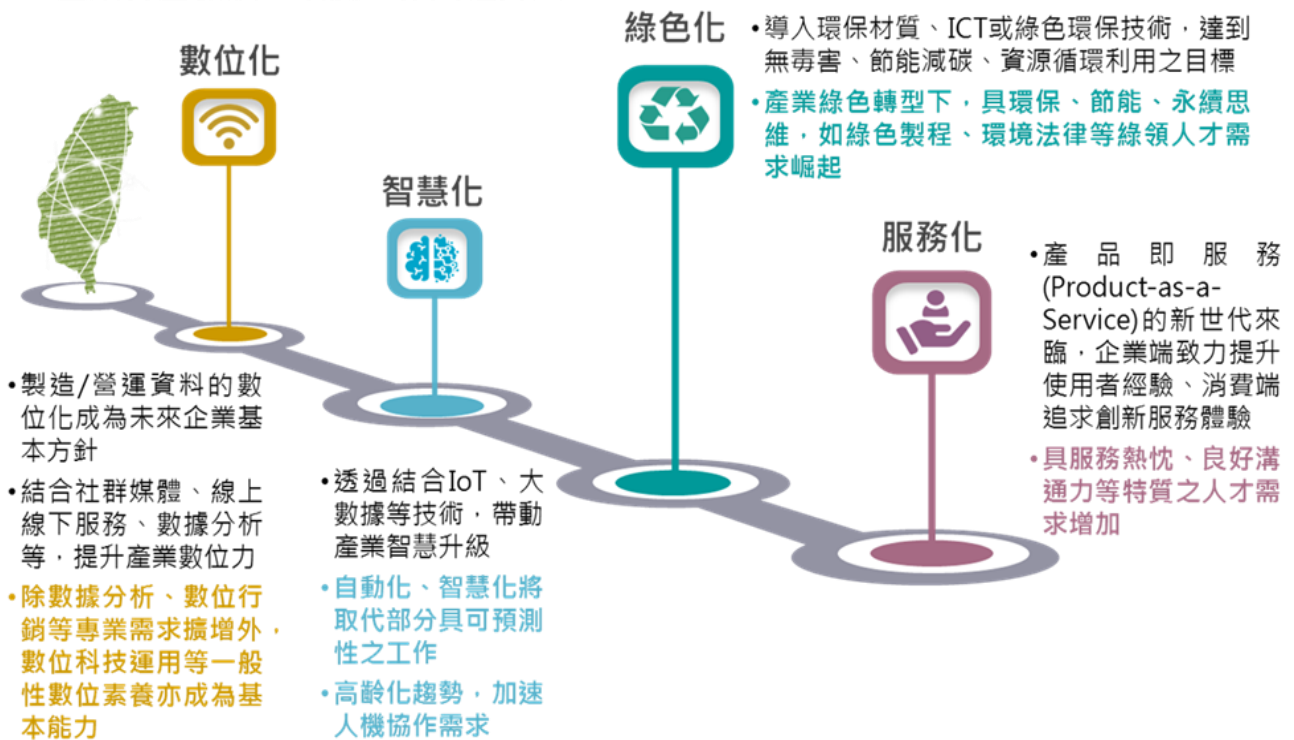 數位化
•製造/營運資料的數
位化成為未來企業基
本方針
•結合社群媒體、線上
線下服務、數據分析
等，提升產業數位力
•除數據分析、數位行
銷等專業需求擴增外，
數位科技運用等一般
性數位素養亦成為基
本能力
智慧化
•透過結合IoT、大
數據等技術，帶動
產業智慧升級
•自動化、智慧化將
取代部分具可預測
性之工作
•高齡化趨勢，加速
人機協作需求
綠色化
•導入環保材質、ICT或綠色環保技術，達到
無毒害、節能減碳、資源循環利用之目標
•產業綠色轉型下，具環保、節能、永續思
維，如綠色製程、環境法律等綠領人才需
求崛起
服務化
•產品即服務
(Product-as-a-
Service)的新世代來
臨，企業端致力提升
使用者經驗、消費端
追求創新服務體驗
•具服務熱忱、良好溝
通力等特質之人才需
求增加